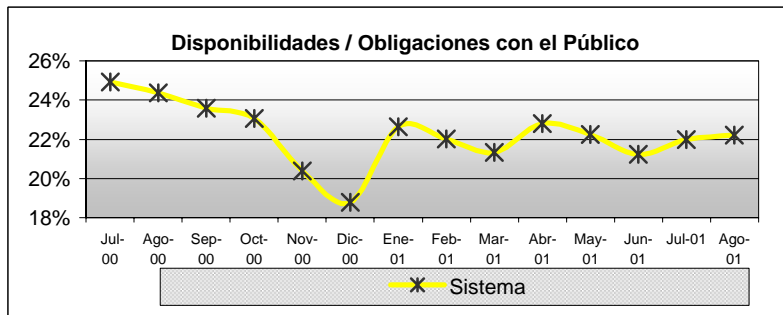 Disponibilidades / Obligaciones con el Público
26%
24%
22%
20%
18%
Jul- Ago- Sep- Oct- Nov- Dic- Ene- Feb- Mar- Abr- May- Jun- Jul-01 Ago-
00 00 00 00 00 00 01 01 01 01 01 01 01
Sistema